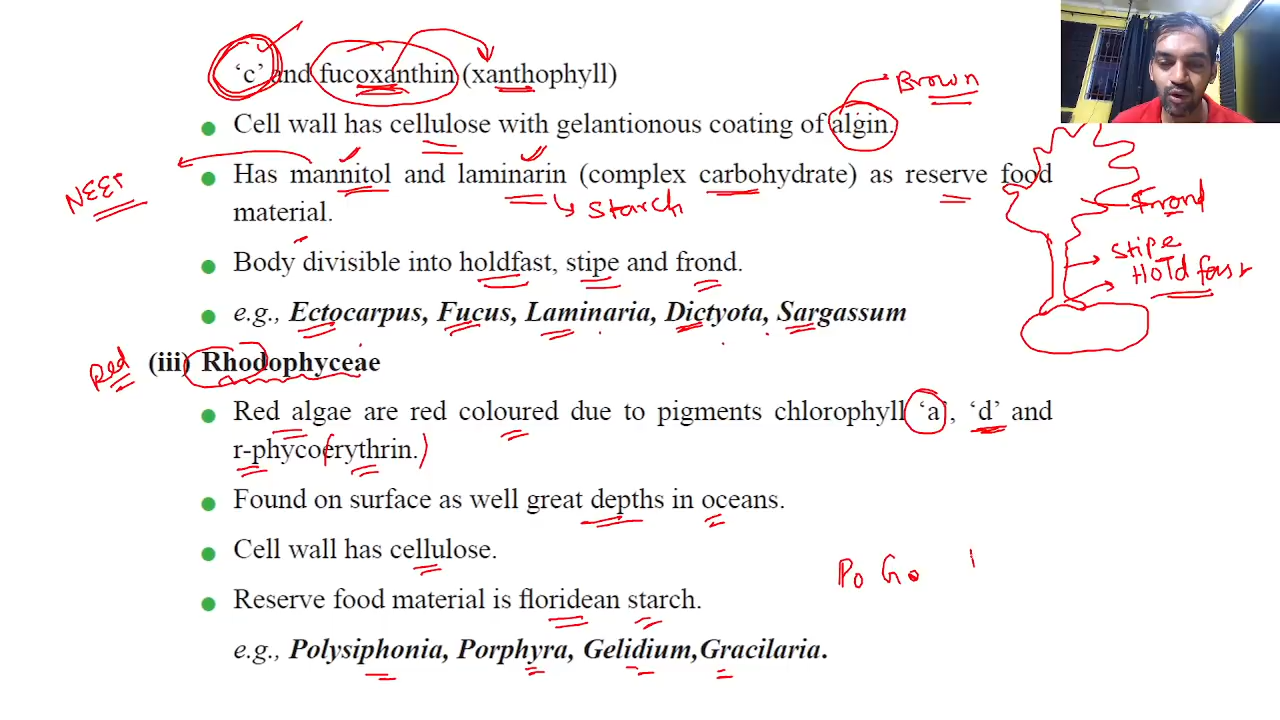 ‘c’ and fucoxanthin (xanthophyll)
Brown
Cell wall has cellulose with gelantionous coating of algin.
NEET
Has mannitol and laminarin (complex carbohydrate) as reserve food
material.
Starch
Frond
Stipe
Hold fast
Body divisible into holdfast, stipe and frond.
e.g., Ectocarpus, Fucus, Laminaria, Dictyota, Sargassum
Red
(iii) Rhodophyceae
Red algae are red coloured due to pigments chlorophyll ‘a’, ‘d’ and
r-phycoerythrin.
Found on surface as well great depths in oceans.
Cell wall has cellulose.
Po Go
Reserve food material is floridean starch.
e.g., Polysiphonia, Porphyra, Gelidium,Gracilaria.